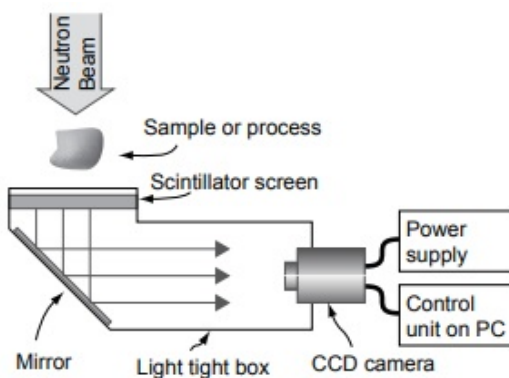 Neutron
Beam
Sample or process
Scintillator screen
Power
supply
Control
unit on PC
Mirror
Light tight box
CCD camera